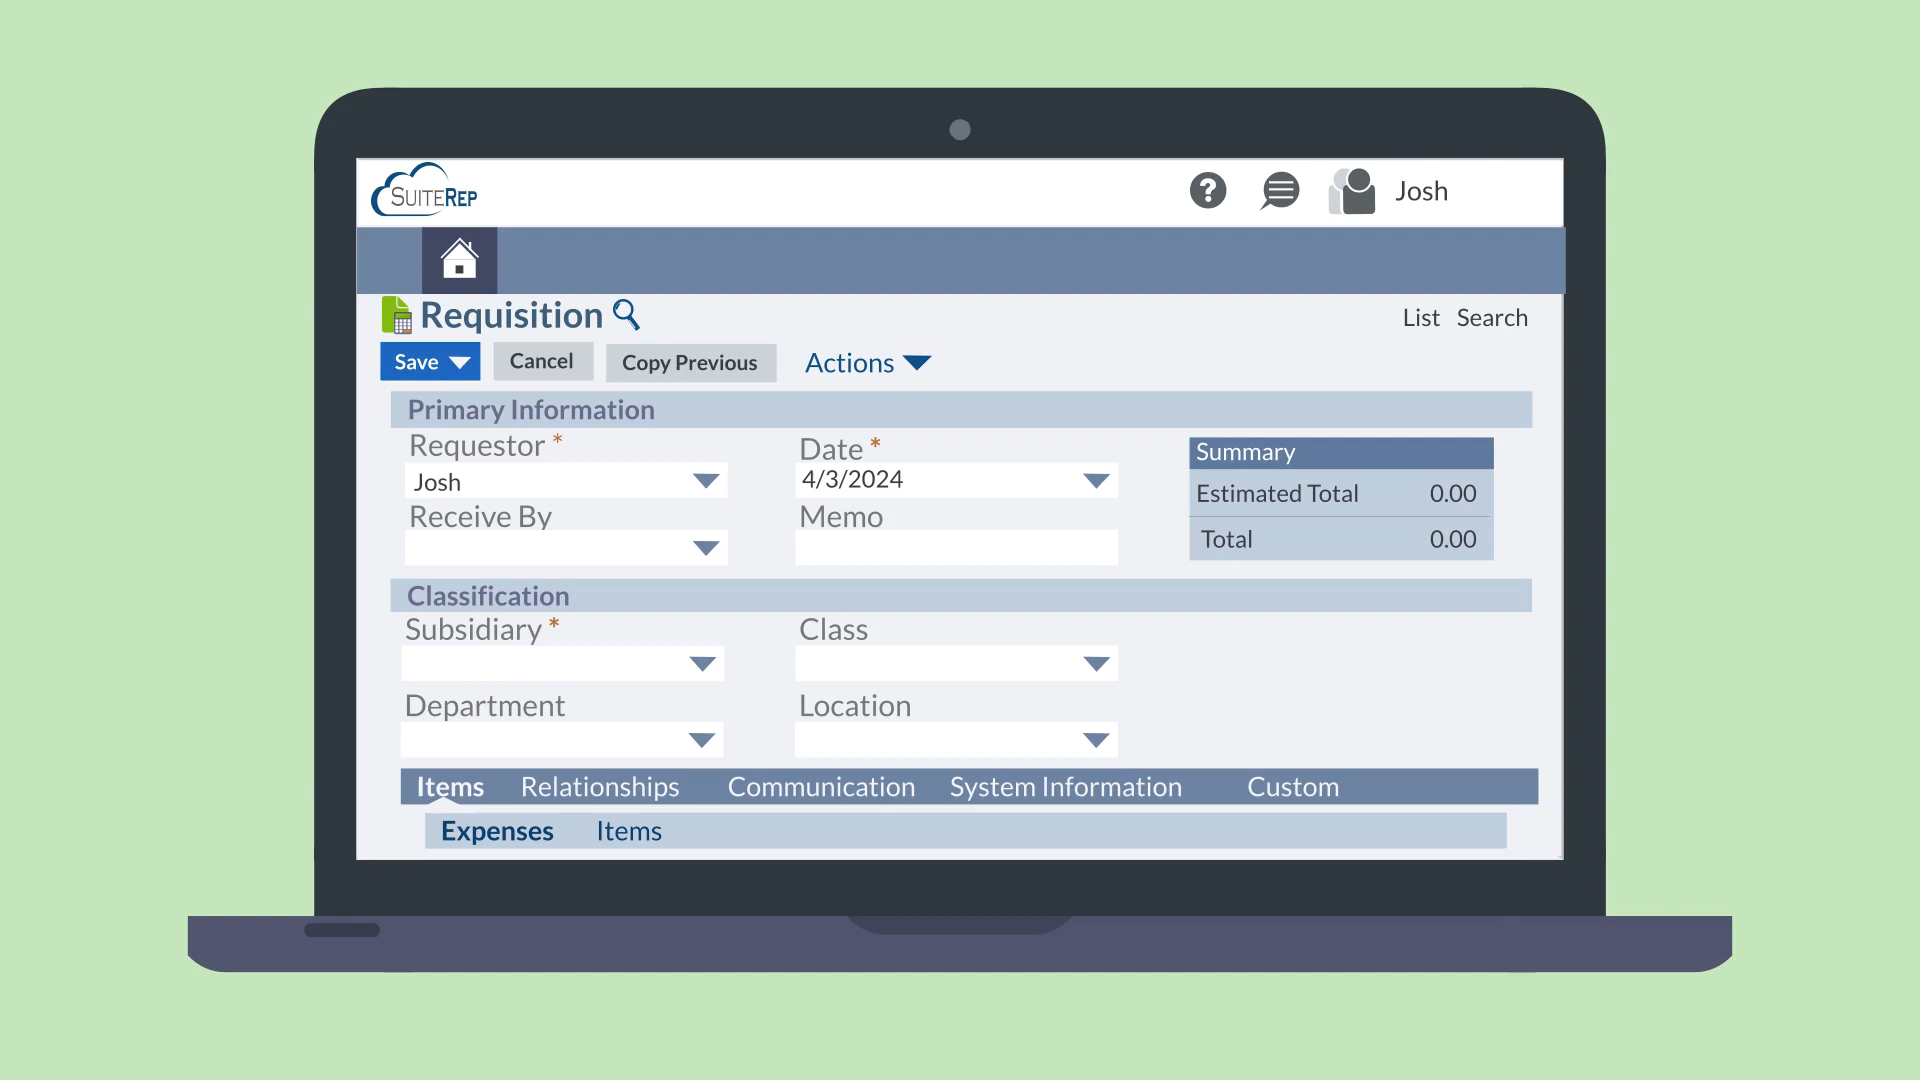 SUITEREP
? Josh
Requisition
List Search
Save Cancel Copy Previous Actions
Primary Information
Requestor * Date * Summary
Josh 4/3/2024 Estimated Total 0.00
Receive By Memo Total 0.00
Classification
Subsidiary * Class
Department Location
Items Relationships Communication System Information Custom
Expenses Items